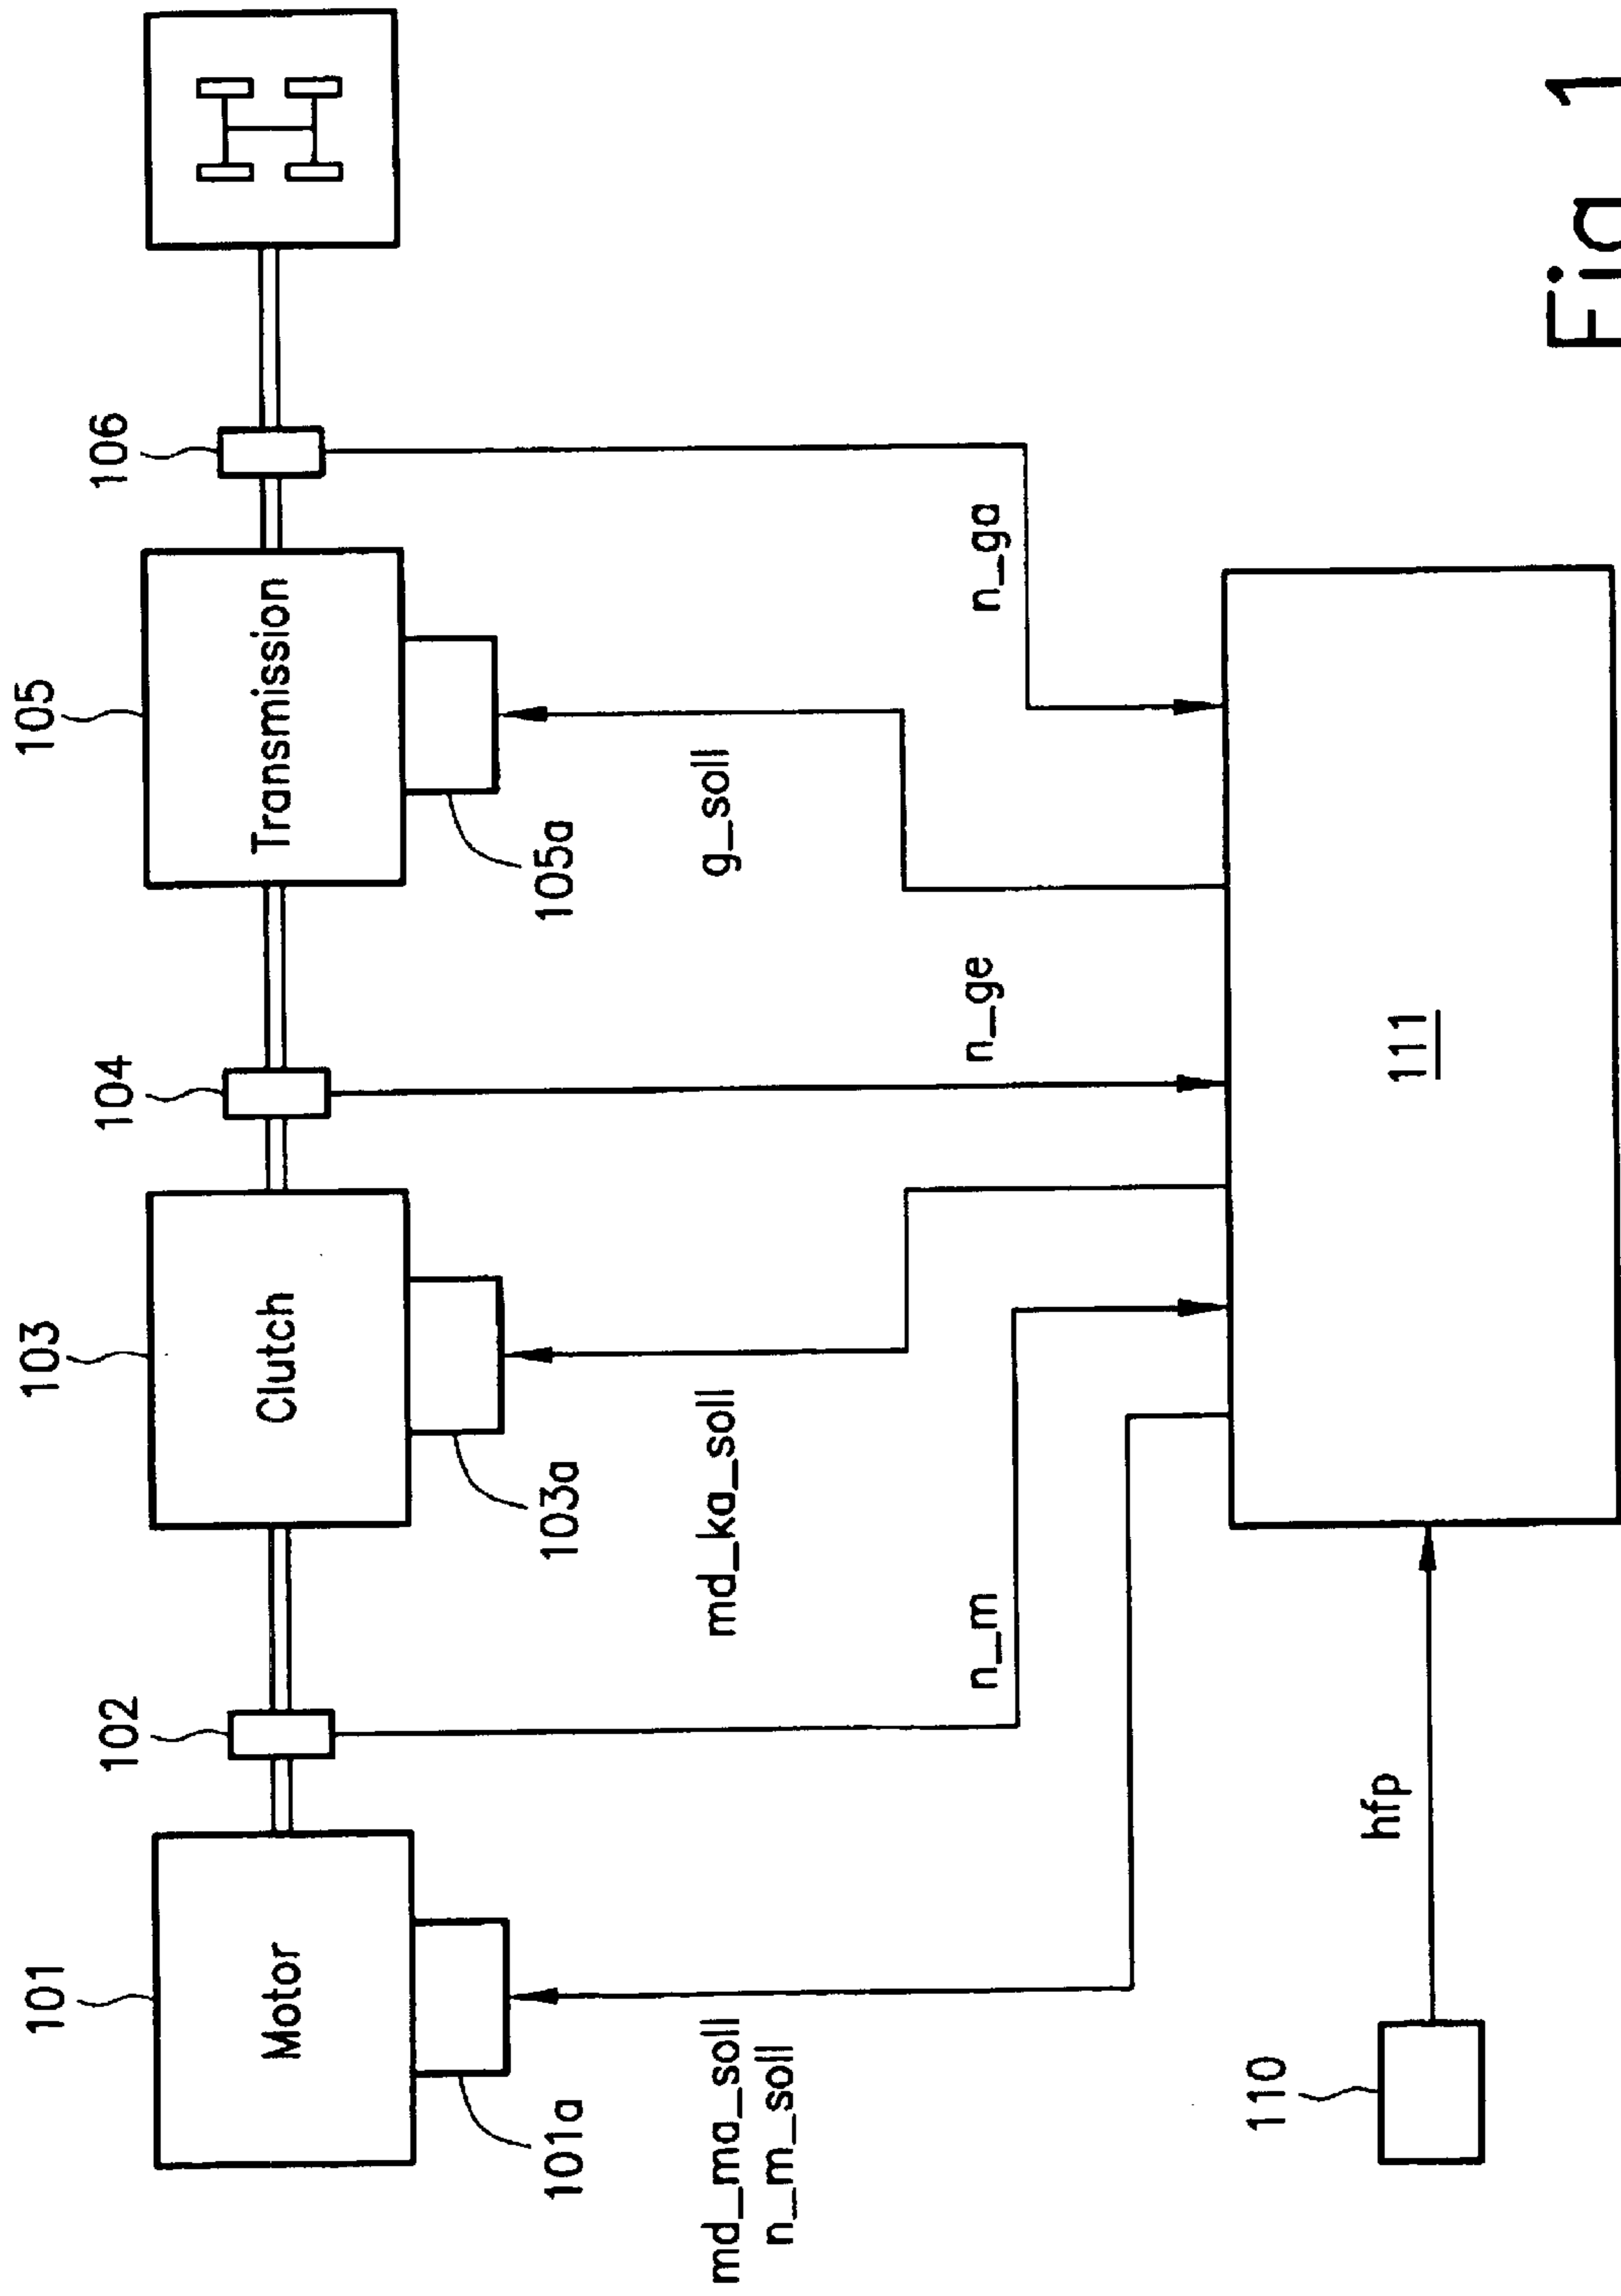 101
102
103
104
105
106
Motor
Clutch
Transmission
101a
103a
105a
md_ma_soll
n_m_soll
md_ka_soll
g_soll
n_m
n_ge
n_ga
110
hfp
111
Fig. 1